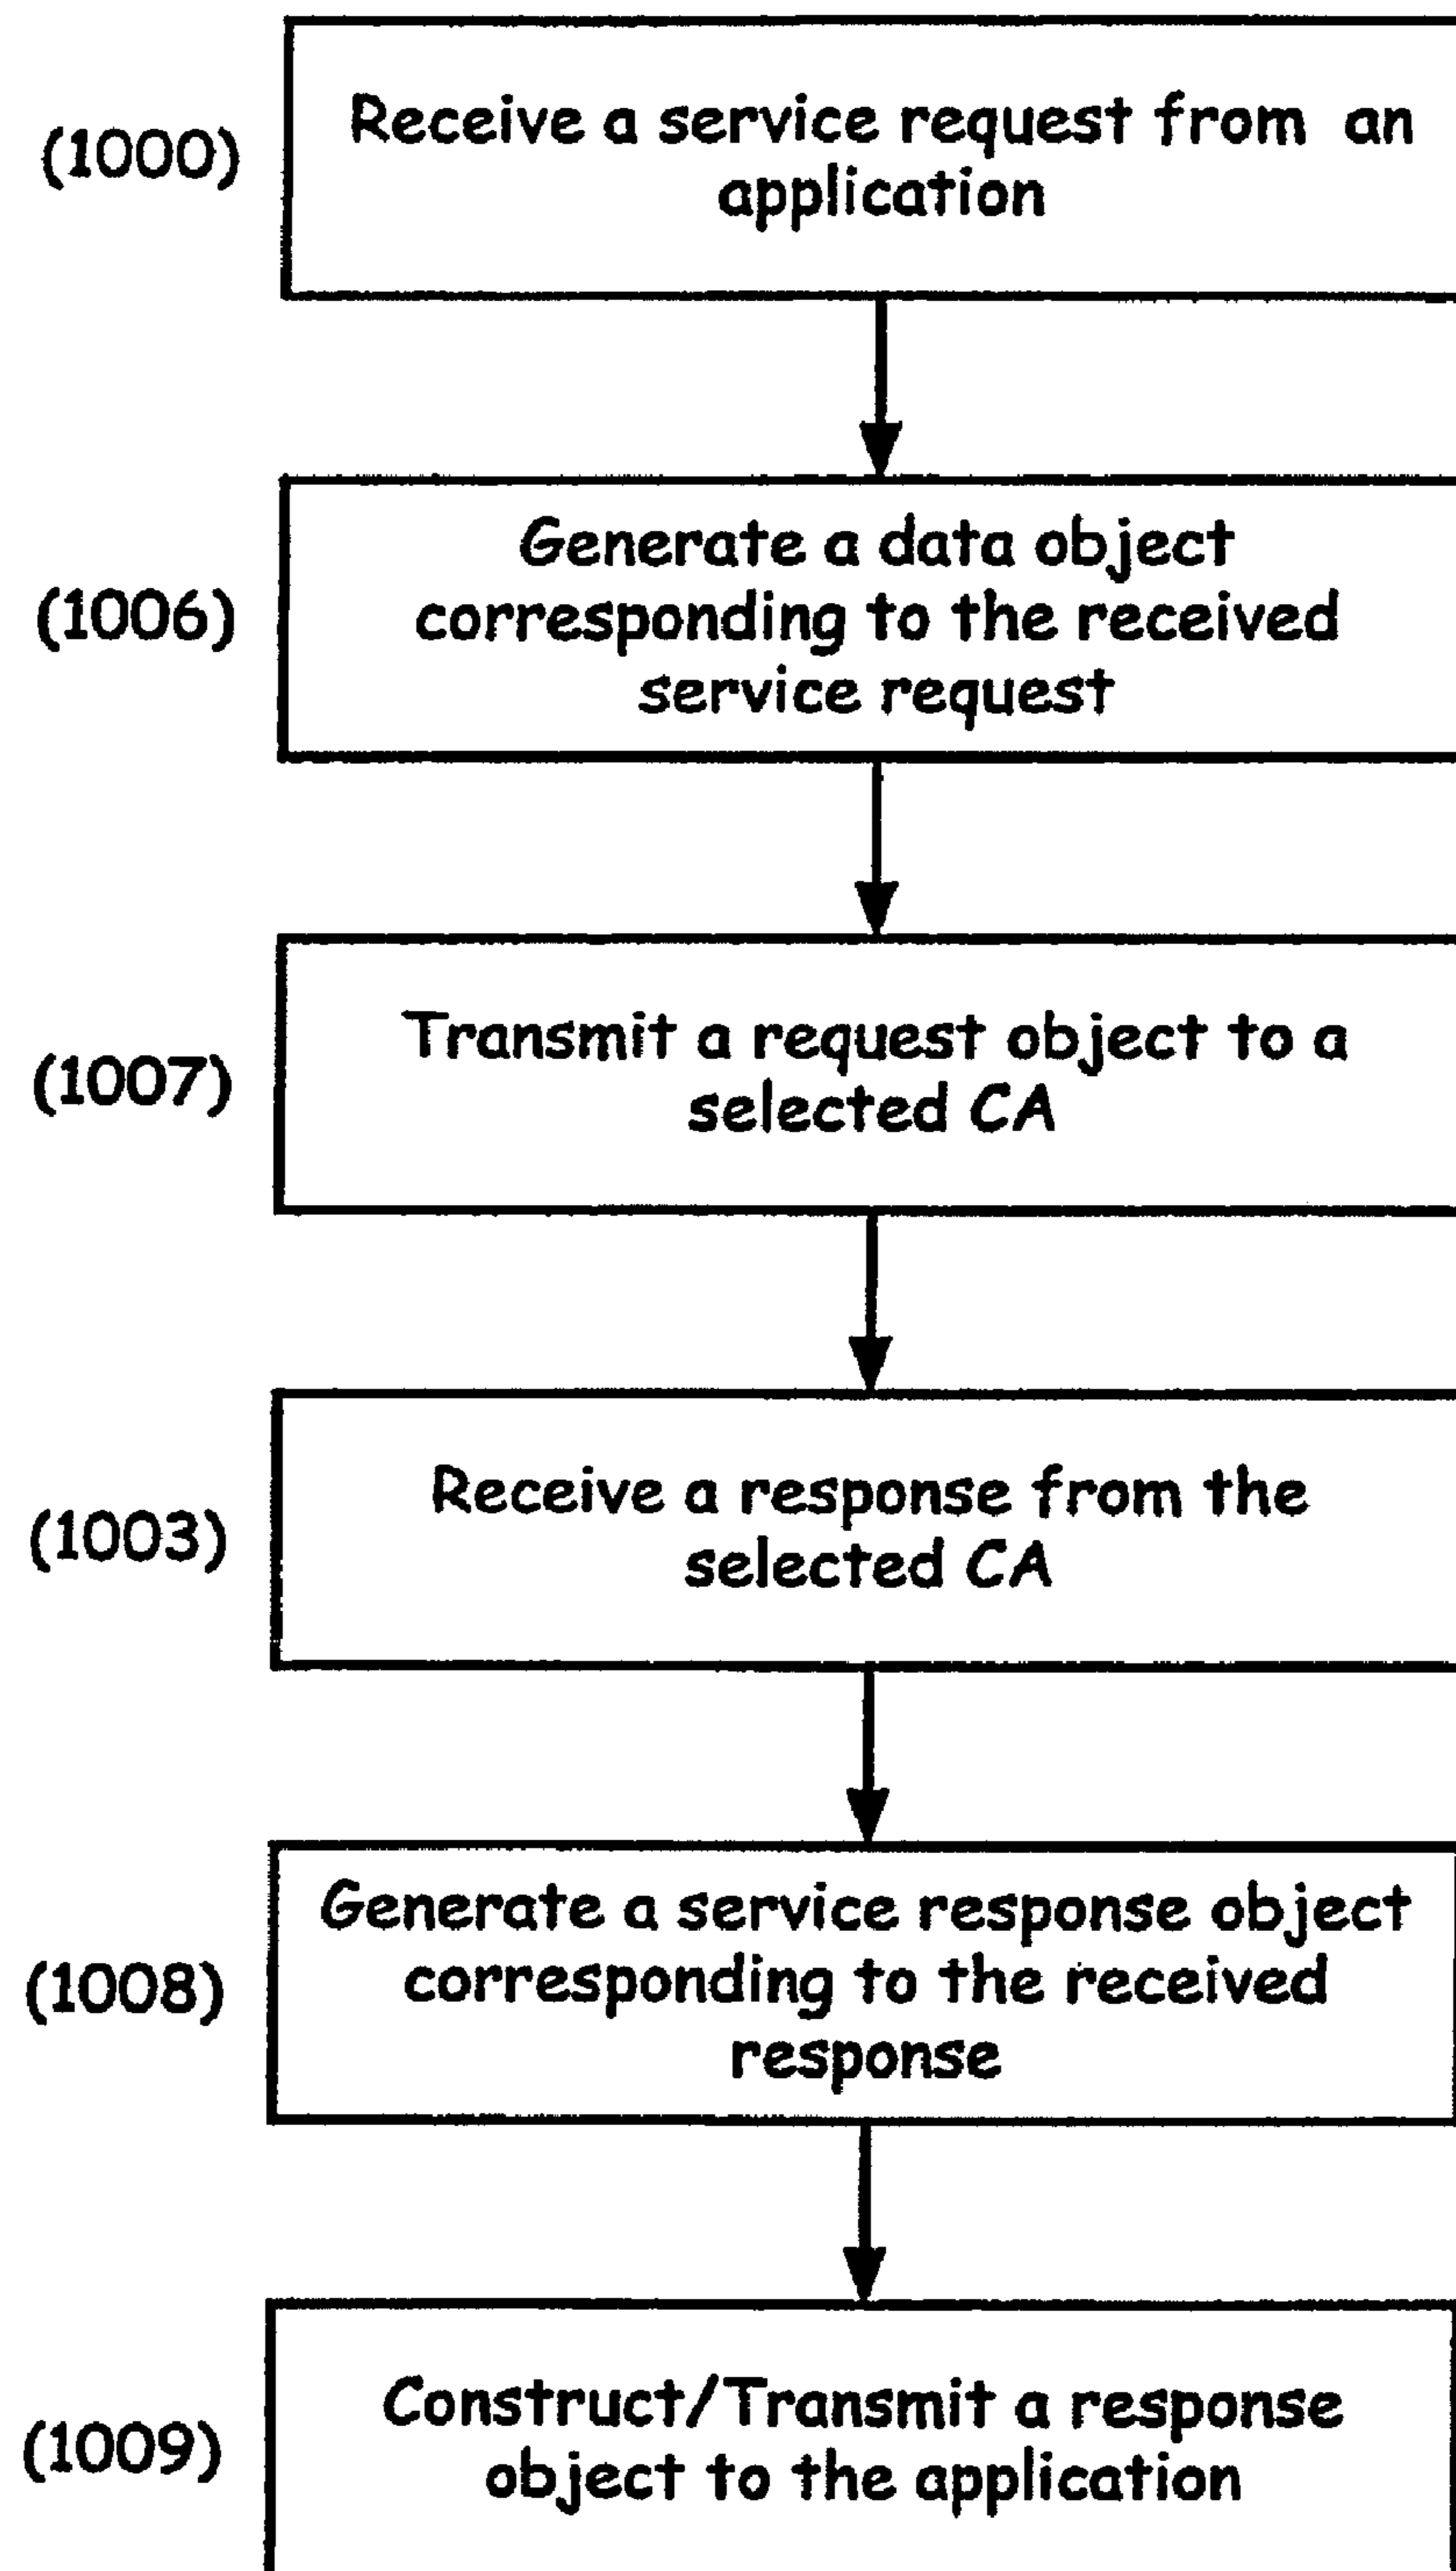 (1000)
Receive a service request from an
application
(1006)
Generate a data object
corresponding to the received
service request
(1007)
Transmit a request object to a
selected CA
(1003)
Receive a response from the
selected CA
(1008)
Generate a service response object
corresponding to the received
response
(1009)
Construct/Transmit a response
object to the application